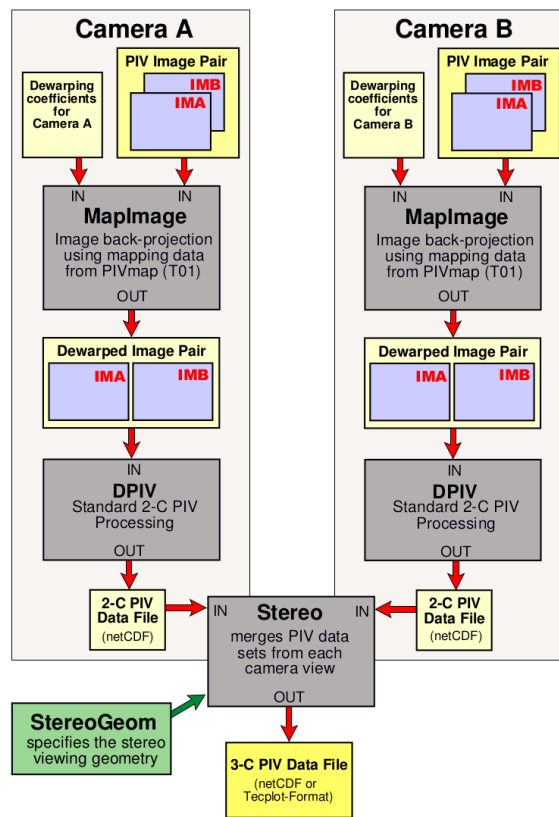 Camera A
Dewarping
coefficients
for
Camera A
PIV Image Pair
IMB
IMA
IN
IN
MapImage
Image back-projection
using mapping data
from PIVmap (T01)
OUT
Dewarped Image Pair
IMA
IMB
IN
DPIV
Standard 2-C PIV
Processing
OUT
2-C PIV
Data File
(netCDF)
Camera B
Dewarping
coefficients
for
Camera B
PIV Image Pair
IMB
IMA
IN
IN
MapImage
Image back-projection
using mapping data
from PIVmap (T01)
OUT
Dewarped Image Pair
IMA
IMB
IN
DPIV
Standard 2-C PIV
Processing
OUT
2-C PIV
Data File
(netCDF)
IN
Stereo
IN
merges PIV data
sets from each
camera view
OUT
StereoGeom
specifies the stereo
viewing geometry
3-C PIV Data File
(netCDF or
Tecplot-Format)